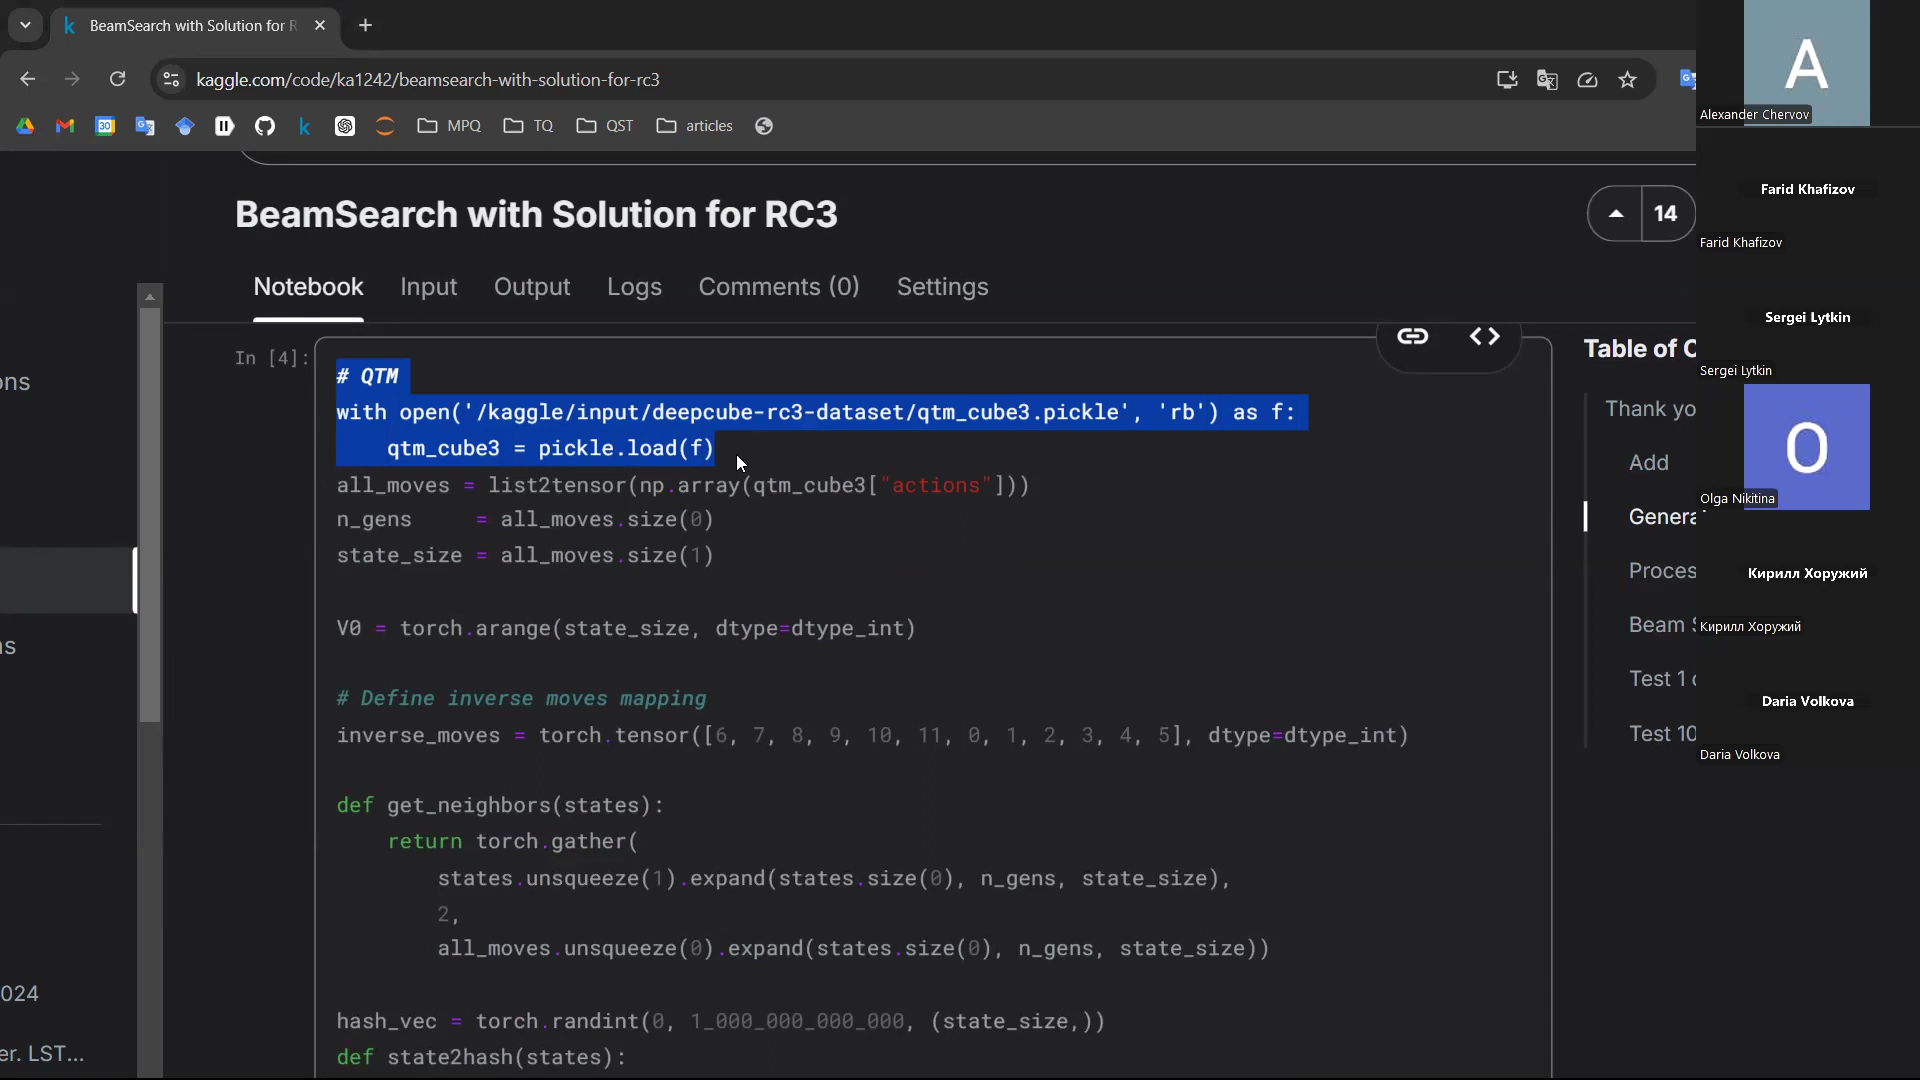 BeamSearch with Solution for R
kaggle.com/code/ka1242/beamsearch-with-solution-for-rc3
MPQ
TQ
QST
articles
BeamSearch with Solution for RC3
14
Notebook
Input
Output
Logs
Comments (0)
Settings
ons
s
024
er. LST...
In [4]:
# QTM
with open('/kaggle/input/deepcube-rc3-dataset/qtm_cube3.pickle', 'rb') as f:
    qtm_cube3 = pickle.load(f)
all_moves = list2tensor(np.array(qtm_cube3["actions"]))
n_gens     = all_moves.size(0)
state_size = all_moves.size(1)
V0 = torch.arange(state_size, dtype=dtype_int)
# Define inverse moves mapping
inverse_moves = torch.tensor([6, 7, 8, 9, 10, 11, 0, 1, 2, 3, 4, 5], dtype=dtype_int)
def get_neighbors(states):
    return torch.gather(
        states.unsqueeze(1).expand(states.size(0), n_gens, state_size),
        2,
        all_moves.unsqueeze(0).expand(states.size(0), n_gens, state_size))
hash_vec = torch.randint(0, 1_000_000_000_000, (state_size,))
def state2hash(states):
Table of C
Thank yo
Add
Genera
Proces
Beam S
Test 1 o
Test 10
A
Alexander Chervov
Farid Khafizov
Farid Khafizov
Sergei Lytkin
Sergei Lytkin
O
Olga Nikitina
Кирилл Хоружий
Кирилл Хоружий
Daria Volkova
Daria Volkova